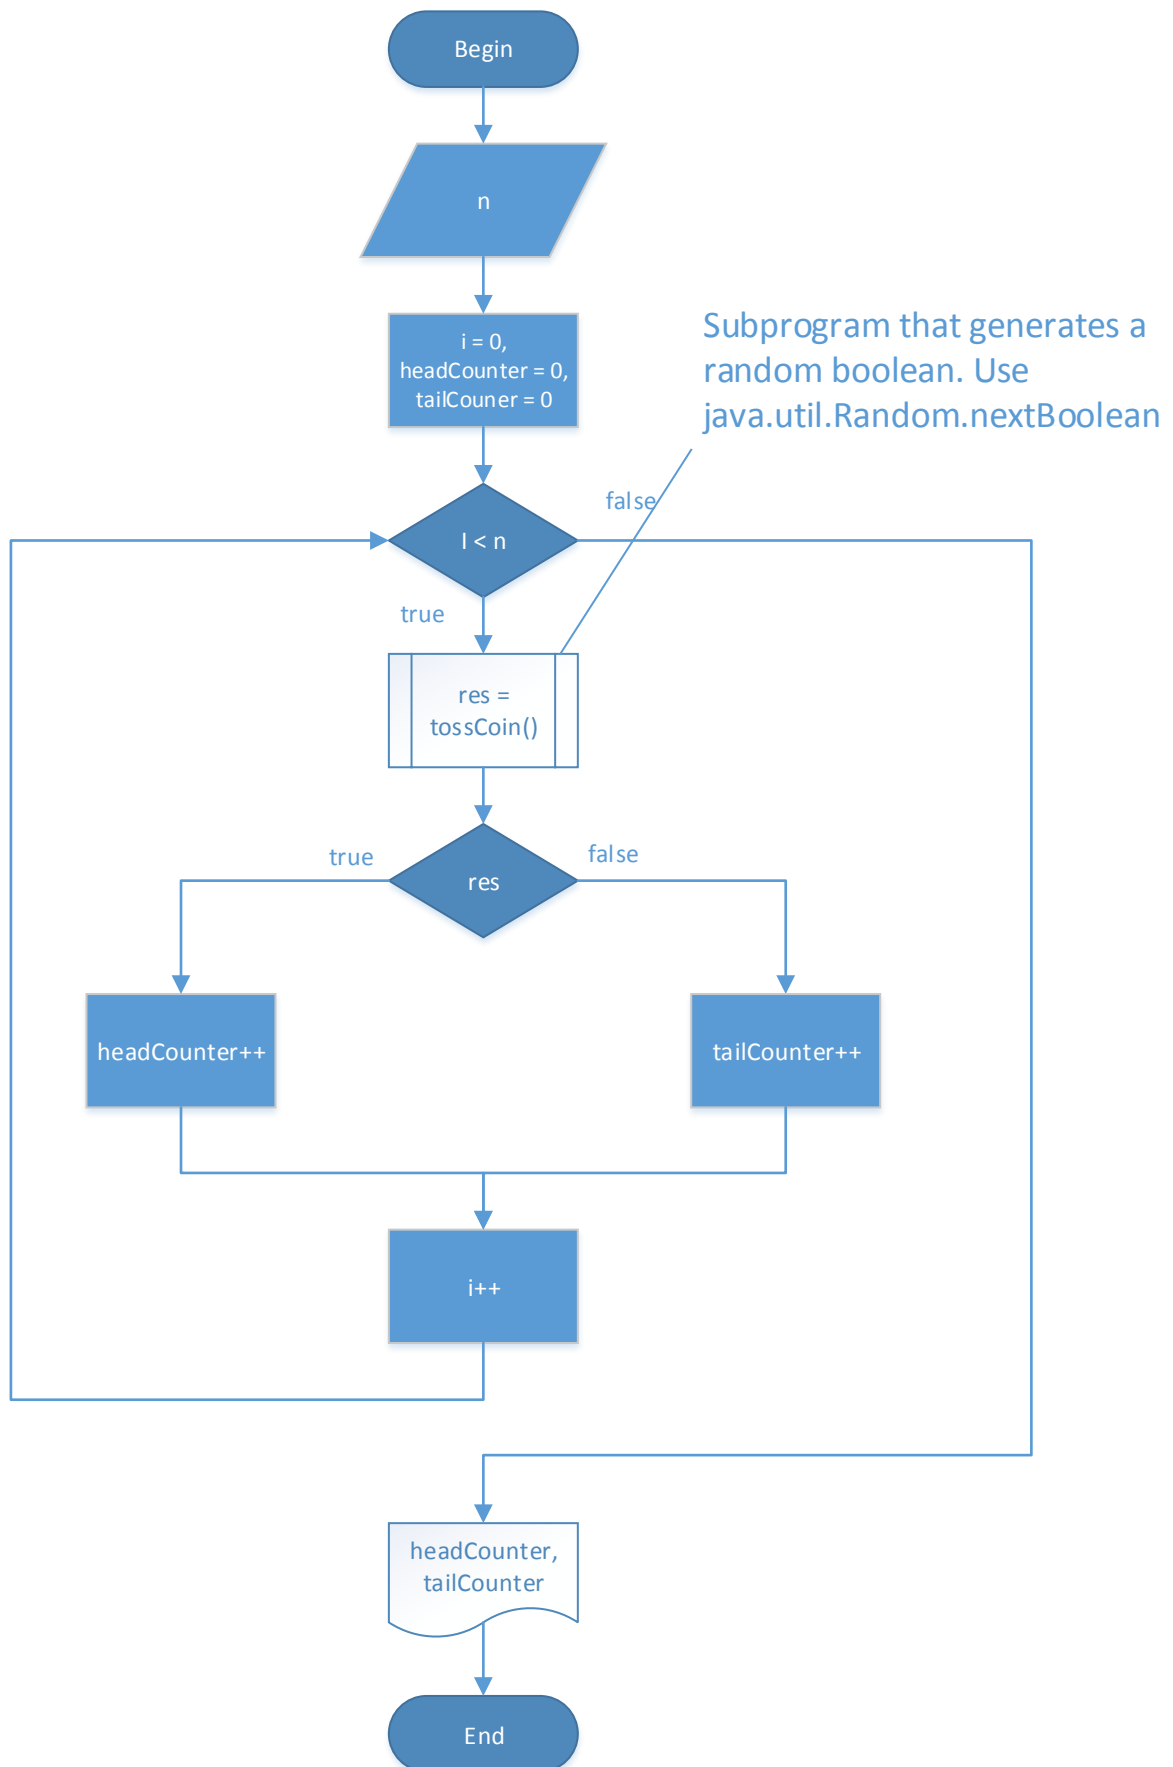 Begin
n
i = 0,
headCounter = 0,
tailCouner = 0
Subprogram that generates a
random boolean. Use
java.util.Random.nextBoolean
false
I < n
true
res =
tossCoin()
true
false
res
headCounter++
tailCounter++
i++
headCounter,
tailCounter
End